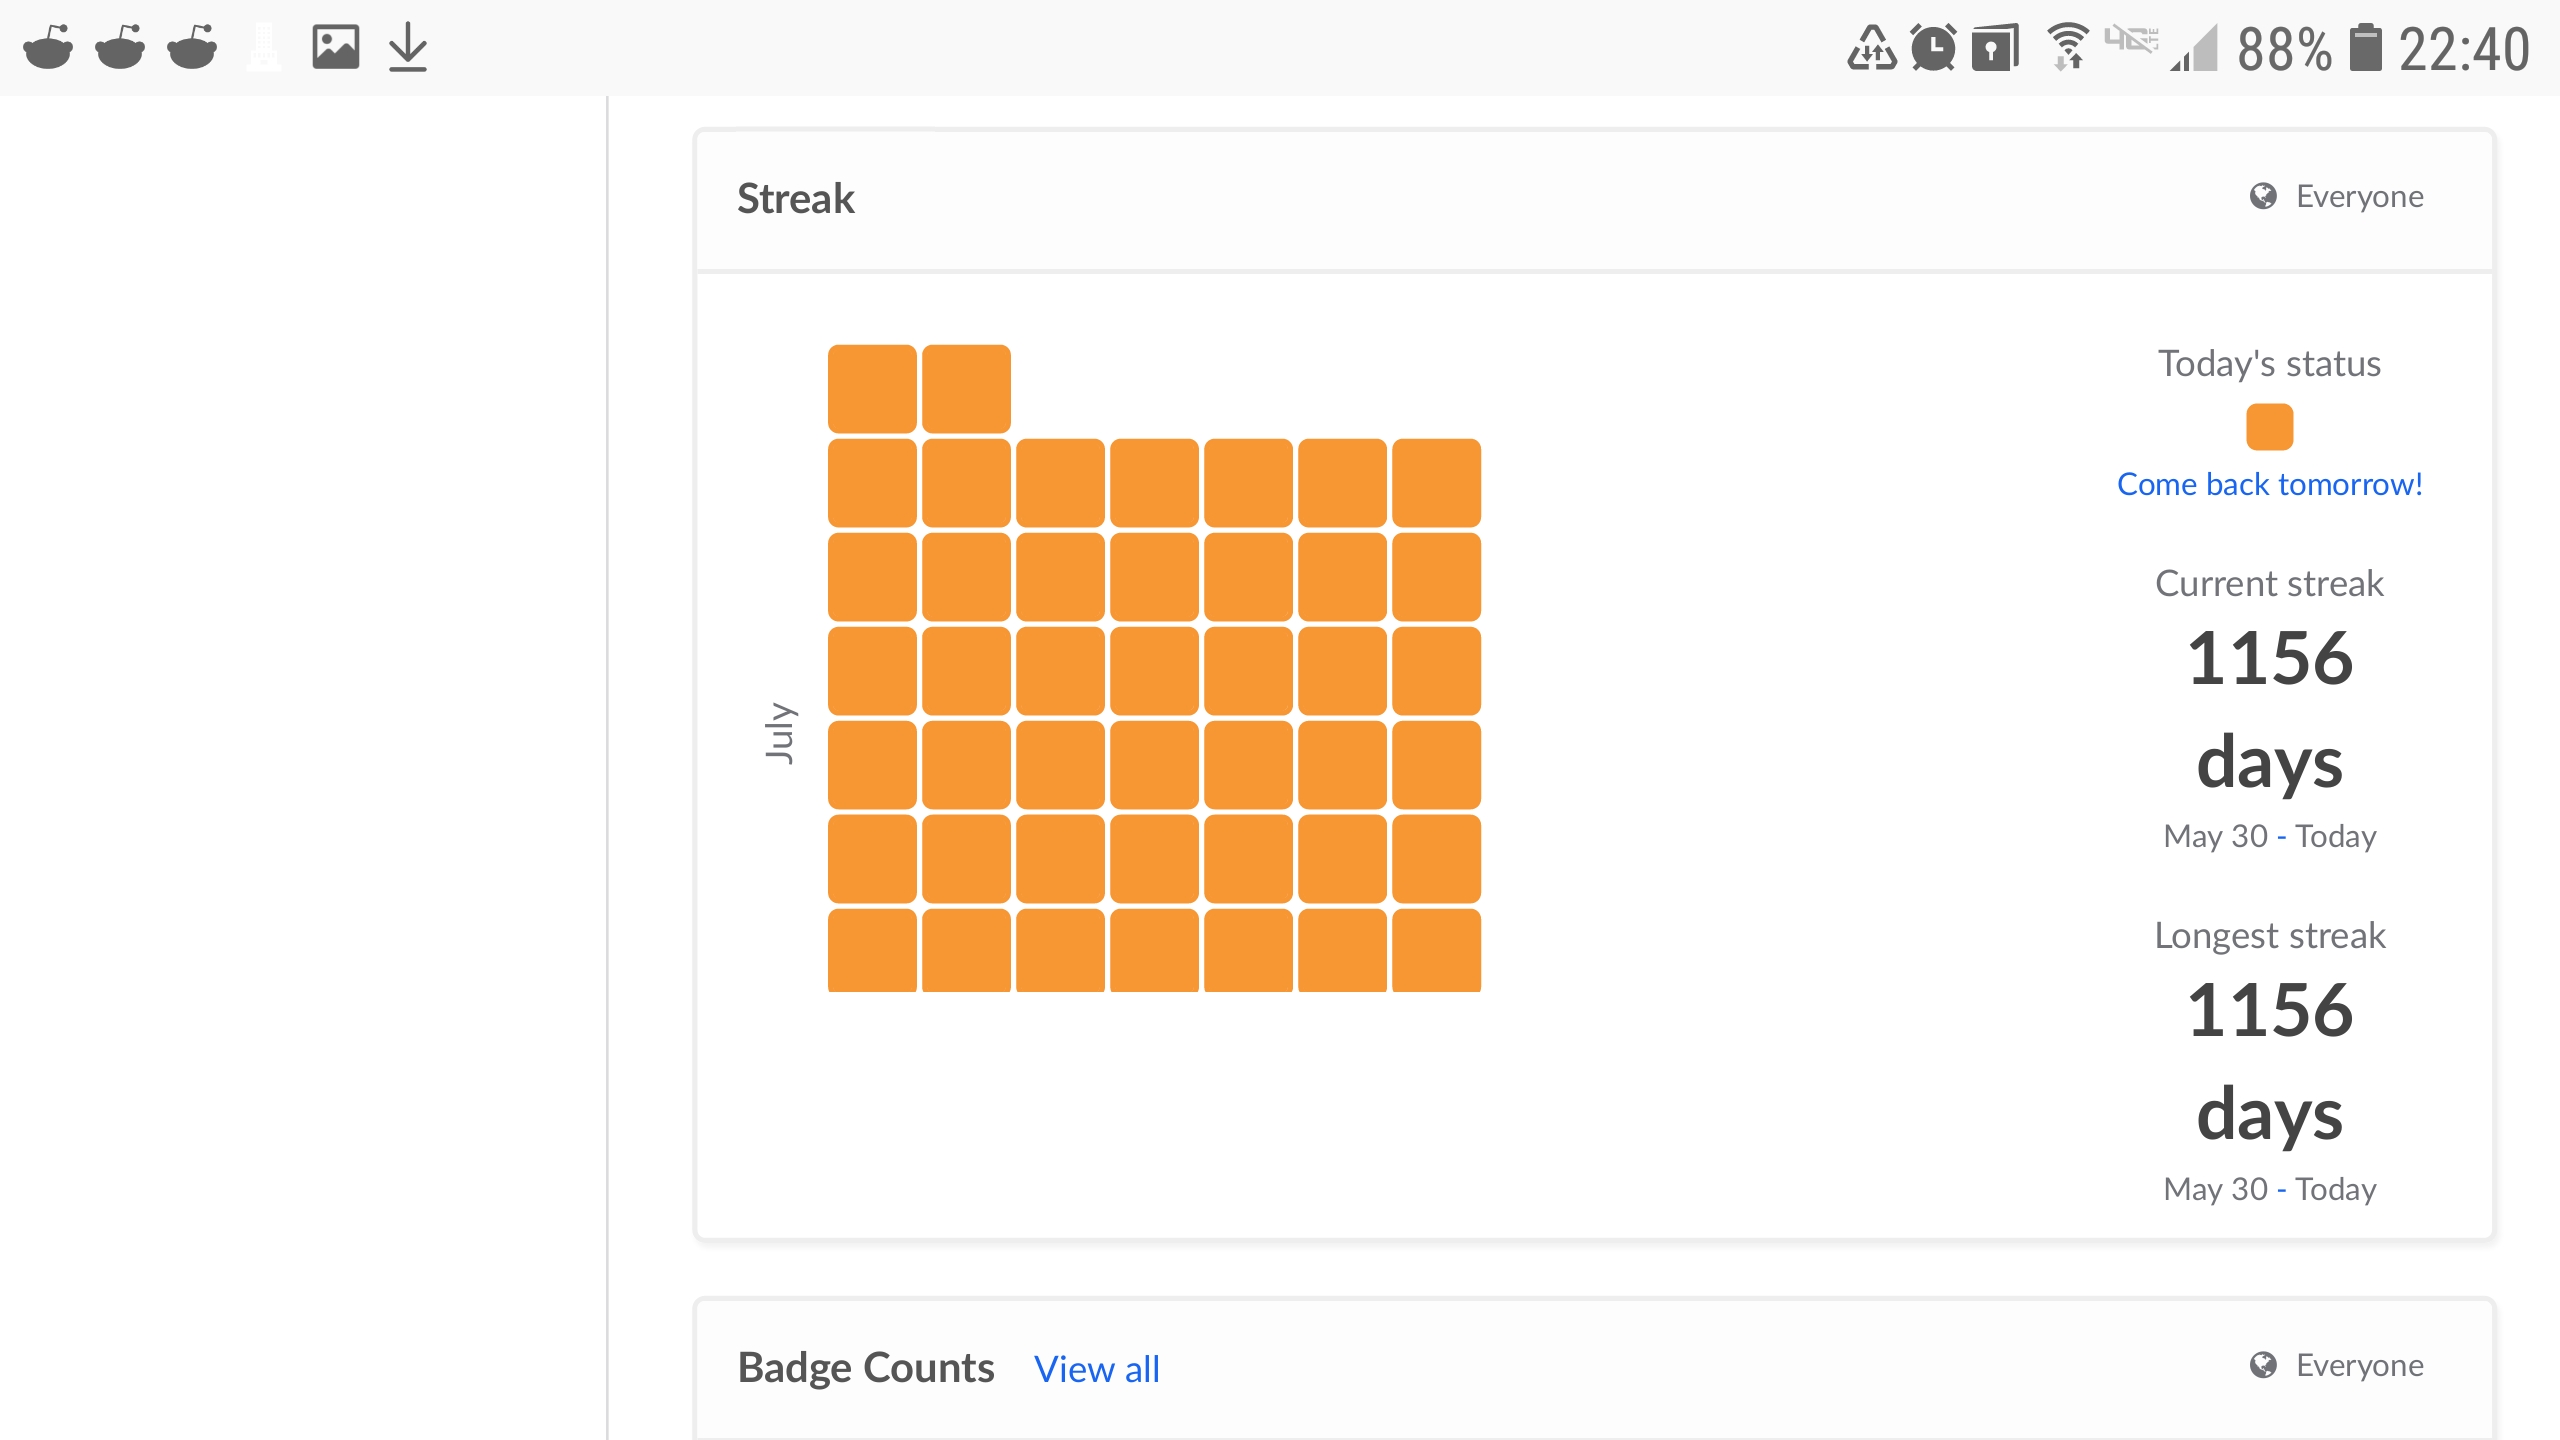 88% 22:40
Streak
Everyone
July
Today's status
Come back tomorrow!
Current streak
1156
days
May 30 - Today
Longest streak
1156
days
May 30 - Today
Badge Counts View all
Everyone